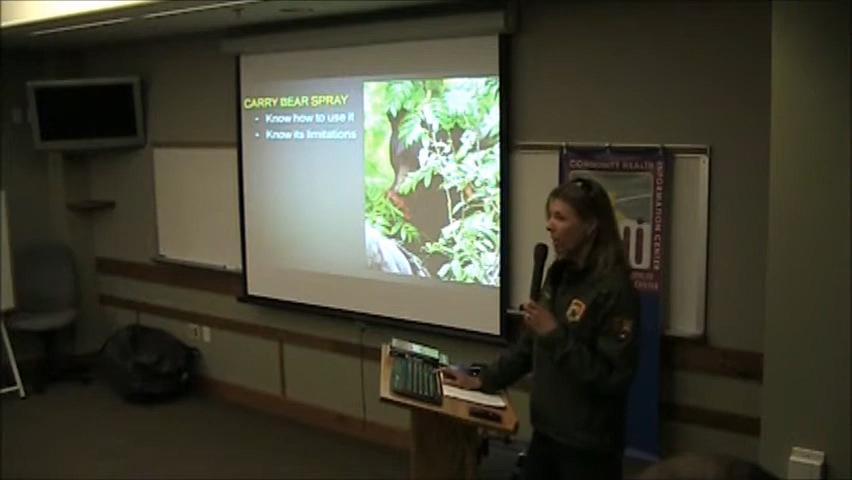 CARRY BEAR SPRAY
- Know how to use it
- Know its limitations
COMMUNITY HEALTH
INFORMATION CENTER